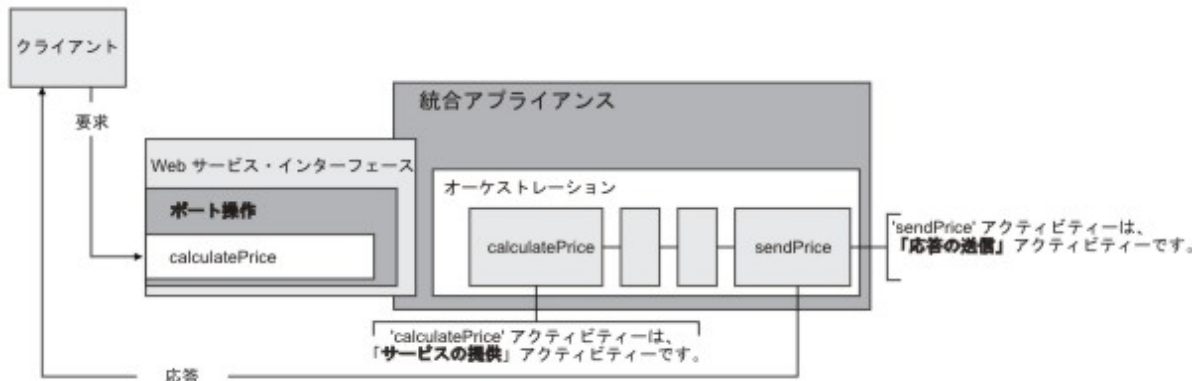 クライアント
要求
統合アプライアンス
Web サービス・インターフェース
ポート操作
calculatePrice
オーケストレーション
calculatePrice
sendPrice
'sendPrice' アクティビティーは、
「応答の送信」アクティビティーです。
'calculatePrice' アクティビティーは、
「サービスの提供」アクティビティーです。
応答